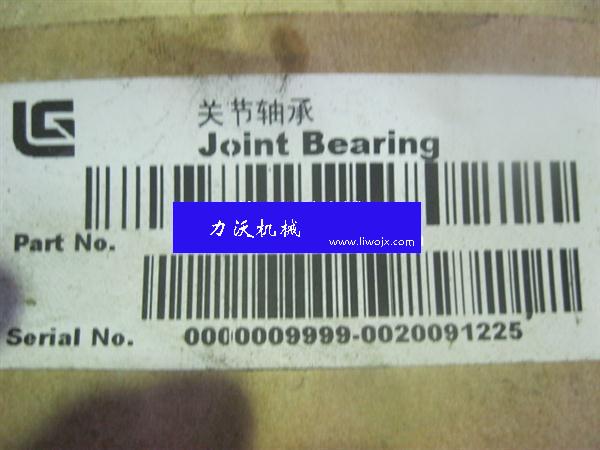 LG
关节轴承
Joint Bearing
力沃机械
www.liwojx.com
Part No.
Serial No. 0000009999-0020091225